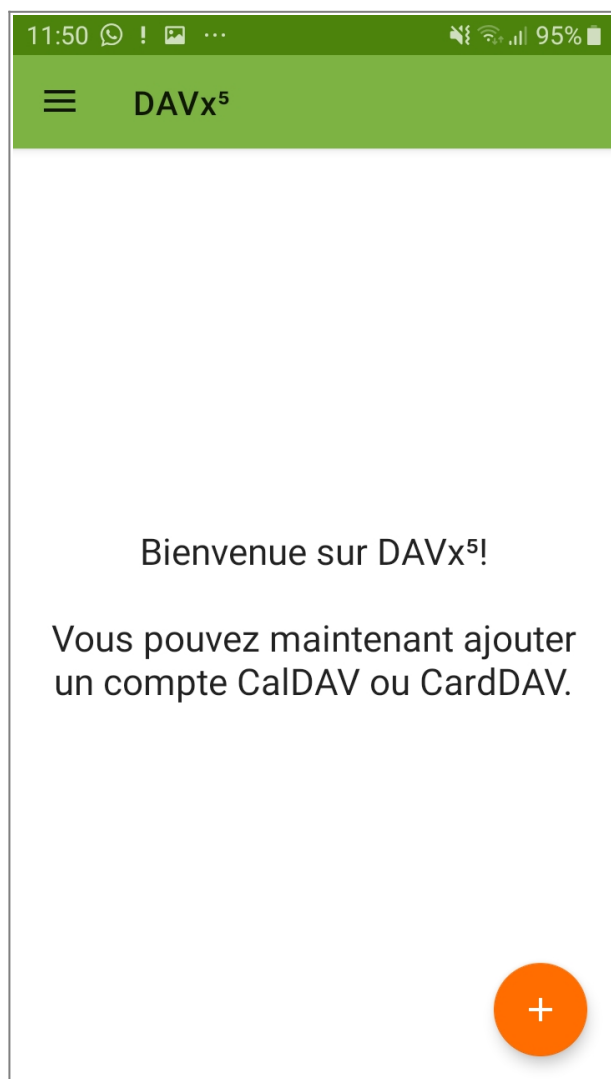 11:50 ! ...
95%
DAVx⁵
Bienvenue sur DAVx⁵!
Vous pouvez maintenant ajouter
un compte CalDAV ou CardDAV.
+